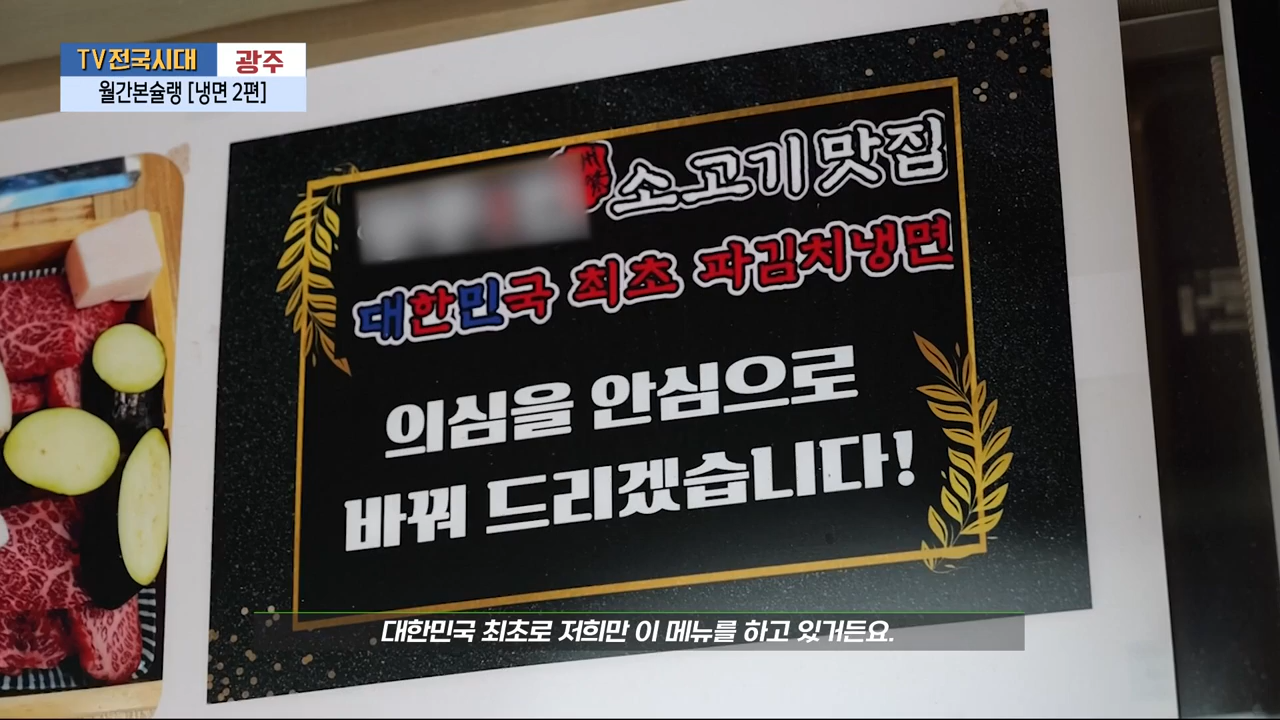 TV전국시대 광주
월간본슐랭 [냉면 2편]
소고기맛집
대한민국 최초 파김치냉면
의심을 안심으로
바꿔 드리겠습니다!
대한민국 최초로 저희만 이 메뉴를 하고 있거든요.